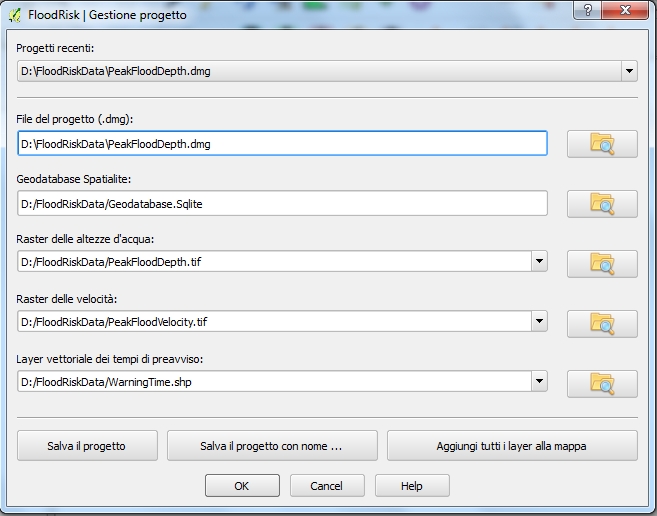 FloodRisk | Gestione progetto
?
X
Progetti recenti:
D:\FloodRiskData\PeakFloodDepth.dmg
File del progetto (.dmg):
D:\FloodRiskData\PeakFloodDepth.dmg
Geodatabase Spatialite:
D:/FloodRiskData/Geodatabase.Sqlite
Raster delle altezze d'acqua:
D:/FloodRiskData/PeakFloodDepth.tif
Raster delle velocità:
D:/FloodRiskData/PeakFloodVelocity.tif
Layer vettoriale dei tempi di preavviso:
D:/FloodRiskData/WarningTime.shp
Salva il progetto
Salva il progetto con nome ...
Aggiungi tutti i layer alla mappa
OK
Cancel
Help